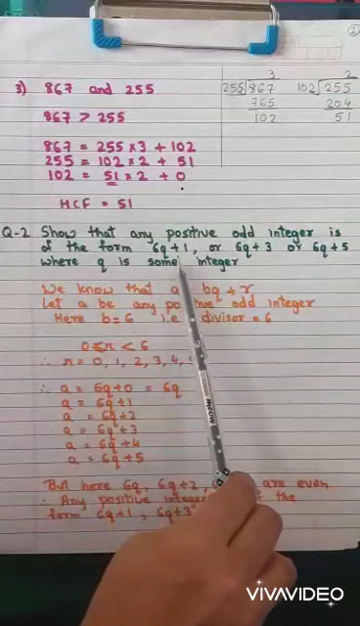 2
3) 867 and 255
867 > 255
867 = 255 × 3 + 102
255 = 102 × 2 + 51
102 = 51 × 2 + 0
HCF = 51
3
255 867
765
102
2
102 255
204
51
Q-2 Show that any positive odd integer is
of the form 6q+1, or 6q+3 or 6q+5
where q is some integer
We know that a bq + r
Let a be any positive odd integer
Here b=6 i.e divisor = 6
< 6
∴ = 0, 1, 2, 3, 4,
∴ a = 6q+0 = 6q
a = 6q+1
a = 6q+2
a = 6q+3
a = 6q+4
a = 6q+5
But here 6q, 6q+2, are even
∴ Any positive integer the
form 6q+1, 6q+3
VIVAVIDEO